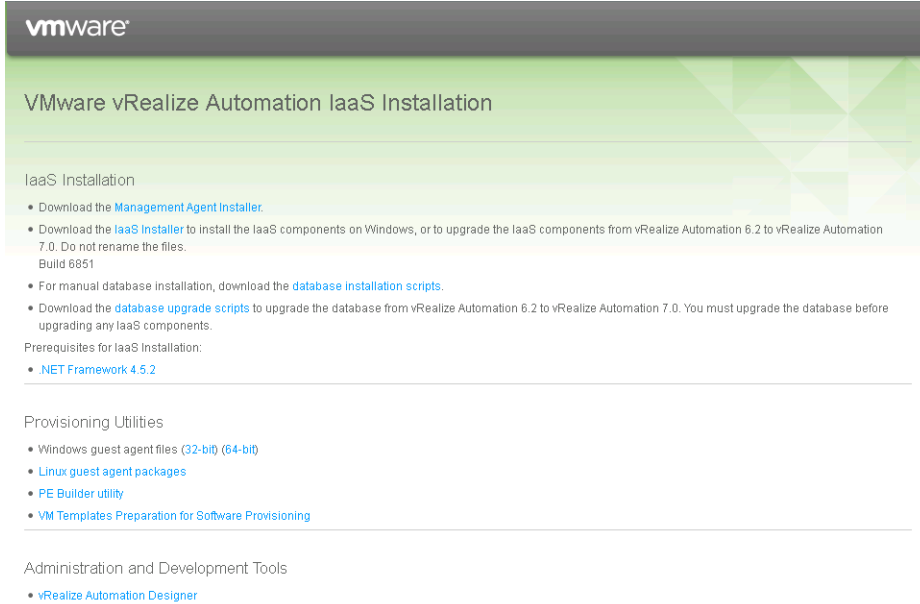 vmware
VMware vRealize Automation IaaS Installation
IaaS Installation
• Download the Management Agent Installer.
• Download the IaaS Installer to install the IaaS components on Windows, or to upgrade the IaaS components from vRealize Automation 6.2 to vRealize Automation
7.0. Do not rename the files.
Build 6851
• For manual database installation, download the database installation scripts.
• Download the database upgrade scripts to upgrade the database from vRealize Automation 6.2 to vRealize Automation 7.0. You must upgrade the database before
upgrading any IaaS components.
Prerequisites for IaaS Installation:
• .NET Framework 4.5.2
Provisioning Utilities
• Windows guest agent files (32-bit) (64-bit)
• Linux guest agent packages
• PE Builder utility
• VM Templates Preparation for Software Provisioning
Administration and Development Tools
• vRealize Automation Designer